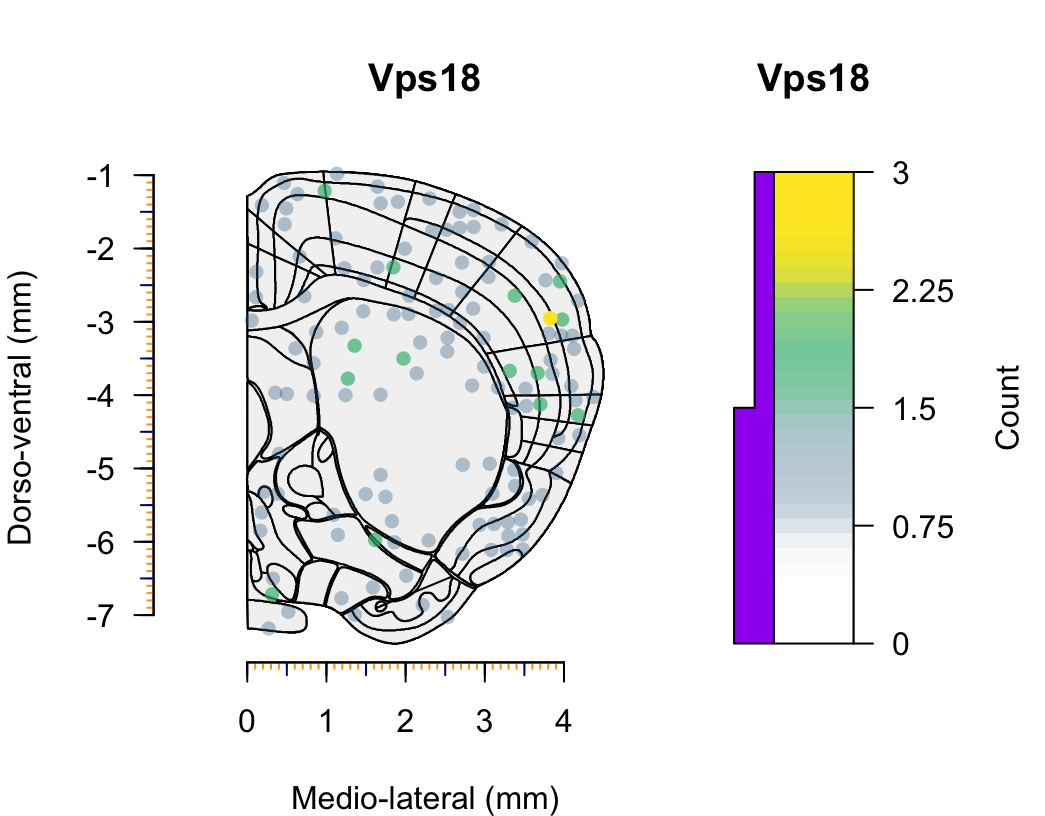 Vps18
Vps18
Dorso-ventral (mm)
-1
-2
-3
-4
-5
-6
-7
0 1 2 3 4
Medio-lateral (mm)
3
2.25
1.5
0.75
0
Count